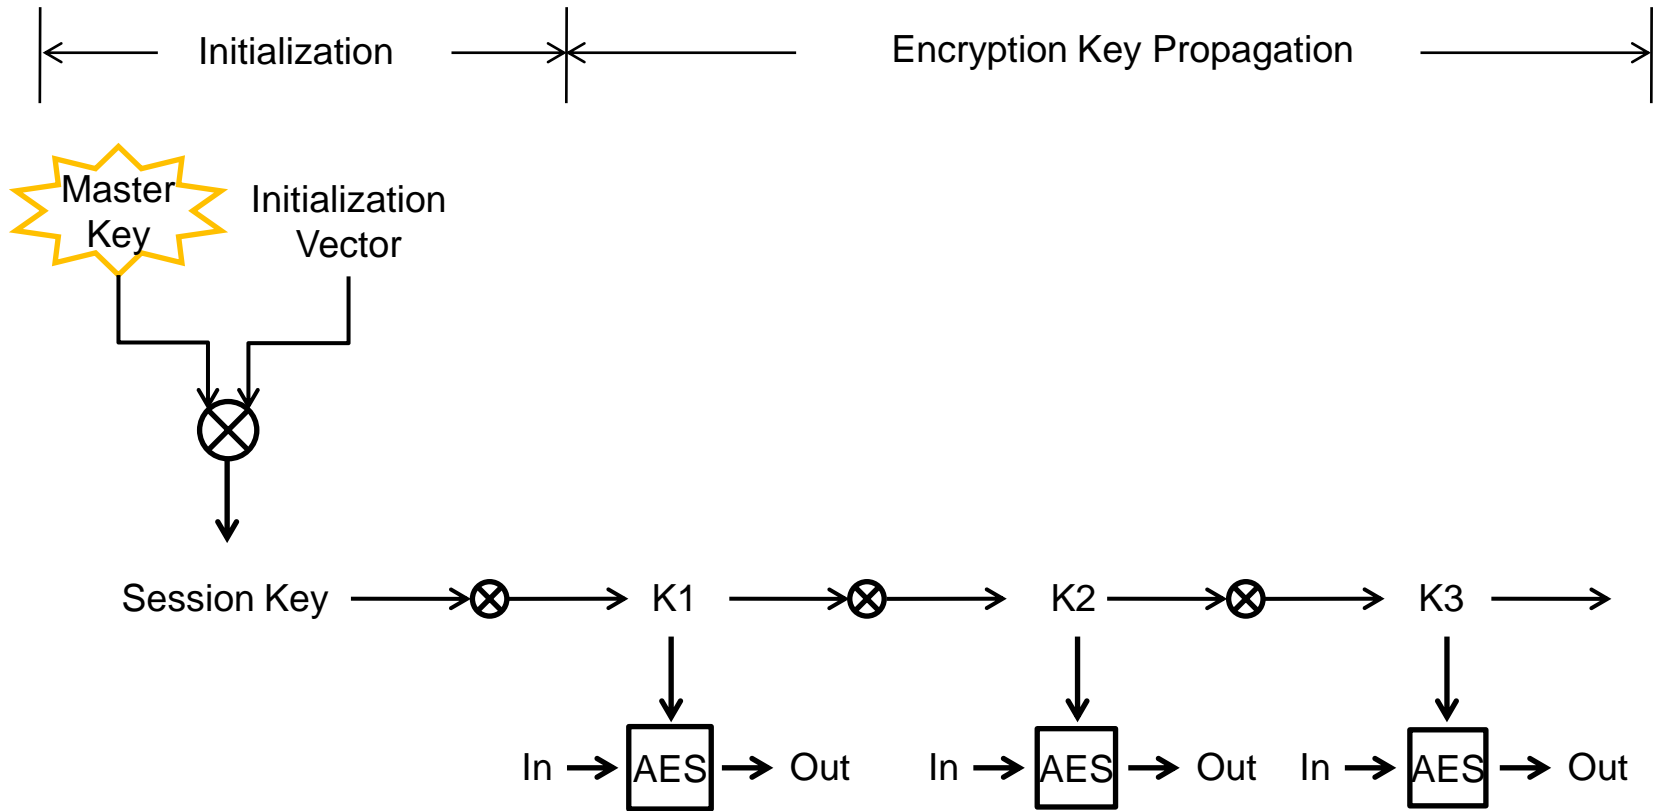 Initialization
Encryption Key Propagation
Master
Key
Initialization
Vector
Session Key
K1
K2
K3
In
AES
Out
In
AES
Out
In
AES
Out